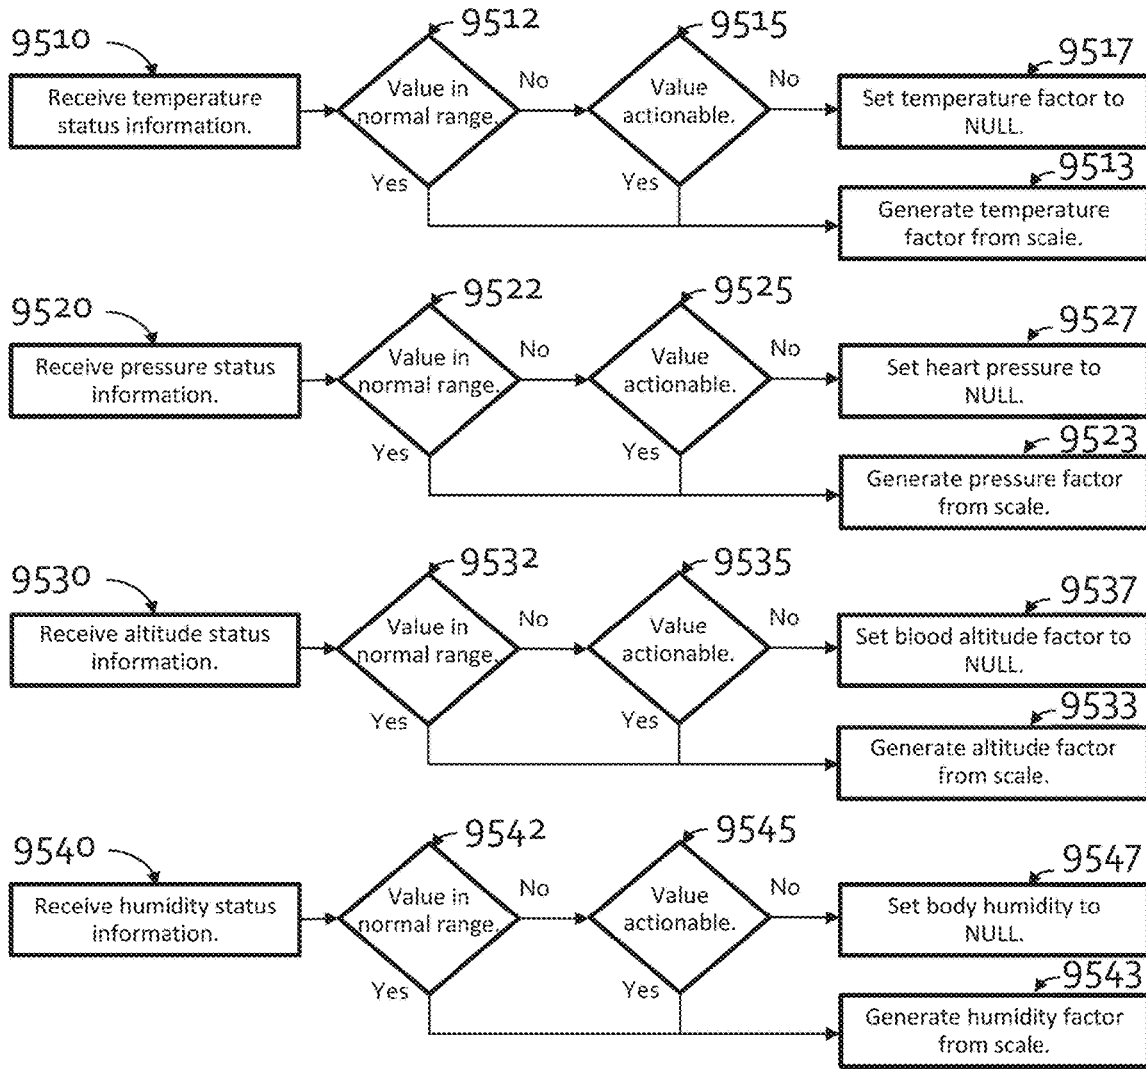 9510
9512
9515
9517
Receive temperature
status information.
Value in
normal range.
No
Value
actionable.
No
Set temperature factor to
NULL.
Yes
Yes
9513
Generate temperature
factor from scale.
9520
9522
9525
9527
Receive pressure status
information.
Value in
normal range.
No
Value
actionable.
No
Set heart pressure to
NULL.
Yes
Yes
9523
Generate pressure factor
from scale.
9530
9532
9535
9537
Receive altitude status
information.
Value in
normal range.
No
Value
actionable.
No
Set blood altitude factor to
NULL.
Yes
Yes
9533
Generate altitude factor
from scale.
9540
9542
9545
9547
Receive humidity status
information.
Value in
normal range.
No
Value
actionable.
No
Set body humidity to
NULL.
Yes
Yes
9543
Generate humidity factor
from scale.